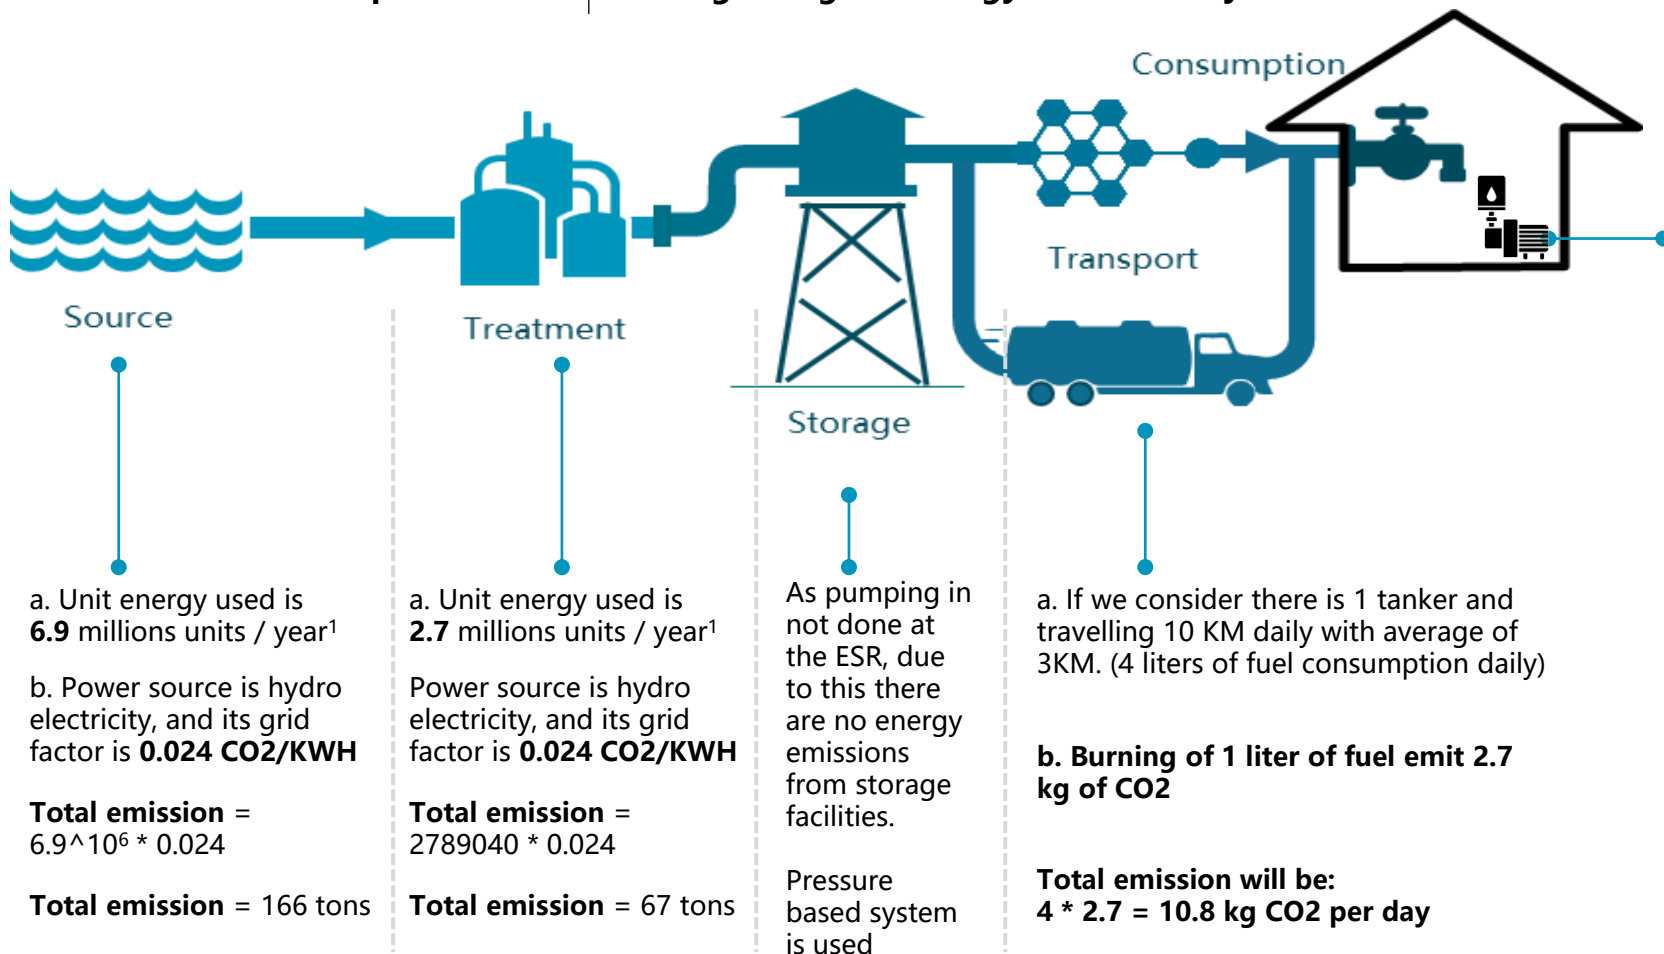 Consumption
Transport
Source
Treatment
Storage
a. Unit energy used is
6.9 millions units / year¹
b. Power source is hydro
electricity, and its grid
factor is 0.024 CO2/KWH
Total emission =
6.9^10⁶ * 0.024
Total emission = 166 tons
a. Unit energy used is
2.7 millions units / year¹
Power source is hydro
electricity, and its grid
factor is 0.024 CO2/KWH
Total emission =
2789040 * 0.024
Total emission = 67 tons
As pumping in
not done at
the ESR, due
to this there
are no energy
emissions
from storage
facilities.
Pressure
based system
is used
a. If we consider there is 1 tanker and
travelling 10 KM daily with average of
3KM. (4 liters of fuel consumption daily)
b. Burning of 1 liter of fuel emit 2.7
kg of CO2
Total emission will be:
4 * 2.7 = 10.8 kg CO2 per day